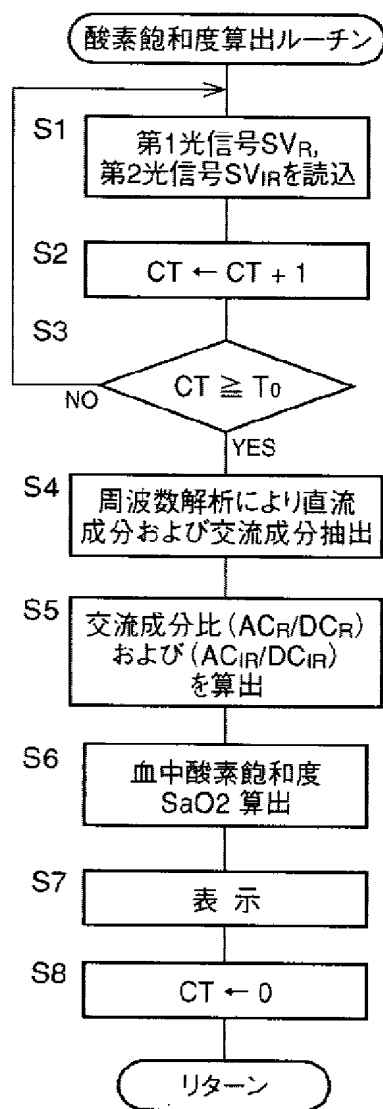 酸素飽和度算出ルーチン
S1
第1光信号SVR,
第2光信号SVIRを読込
S2
CT ← CT + 1
S3
CT ≧ T0
NO
YES
S4
周波数解析により直流
成分および交流成分抽出
S5
交流成分比(ACR/DCR)
および(ACIR/DCIR)
を算出
S6
血中酸素飽和度
SaO2 算出
S7
表 示
S8
CT ← 0
リターン